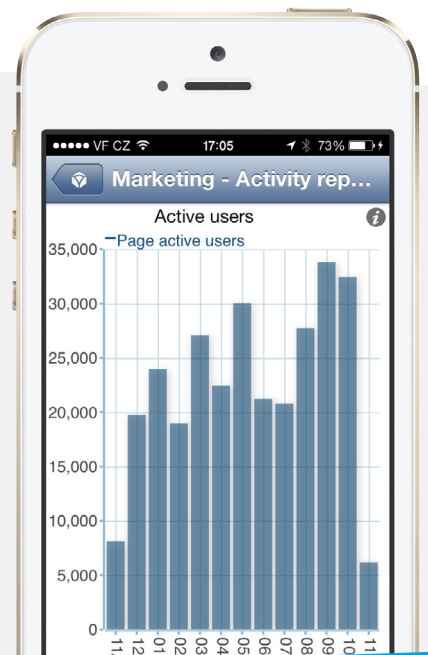 VF CZ 17:05 73%
Marketing - Activity rep...
Active users
Page active users
35,000
30,000
25,000
20,000
15,000
10,000
5,000
0
11 12 01 02 03 04 05 06 07 08 09 10 11